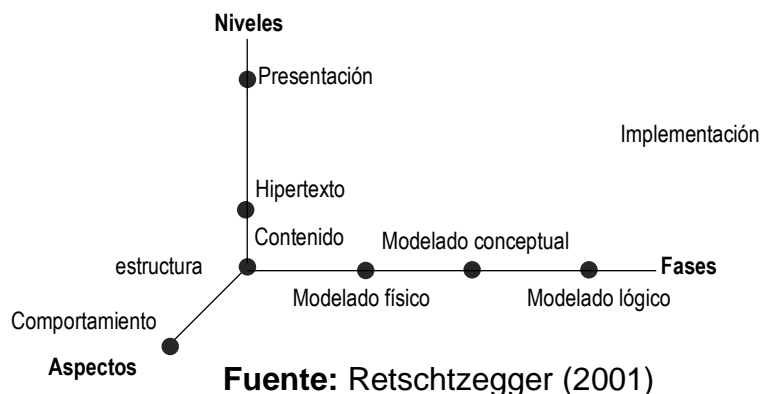 Niveles
Presentación
Implementación
Hipertexto
Contenido
Modelado conceptual
estructura
Fases
Modelado físico
Modelado lógico
Comportamiento
Aspectos
Fuente: Retschtzegger (2001)